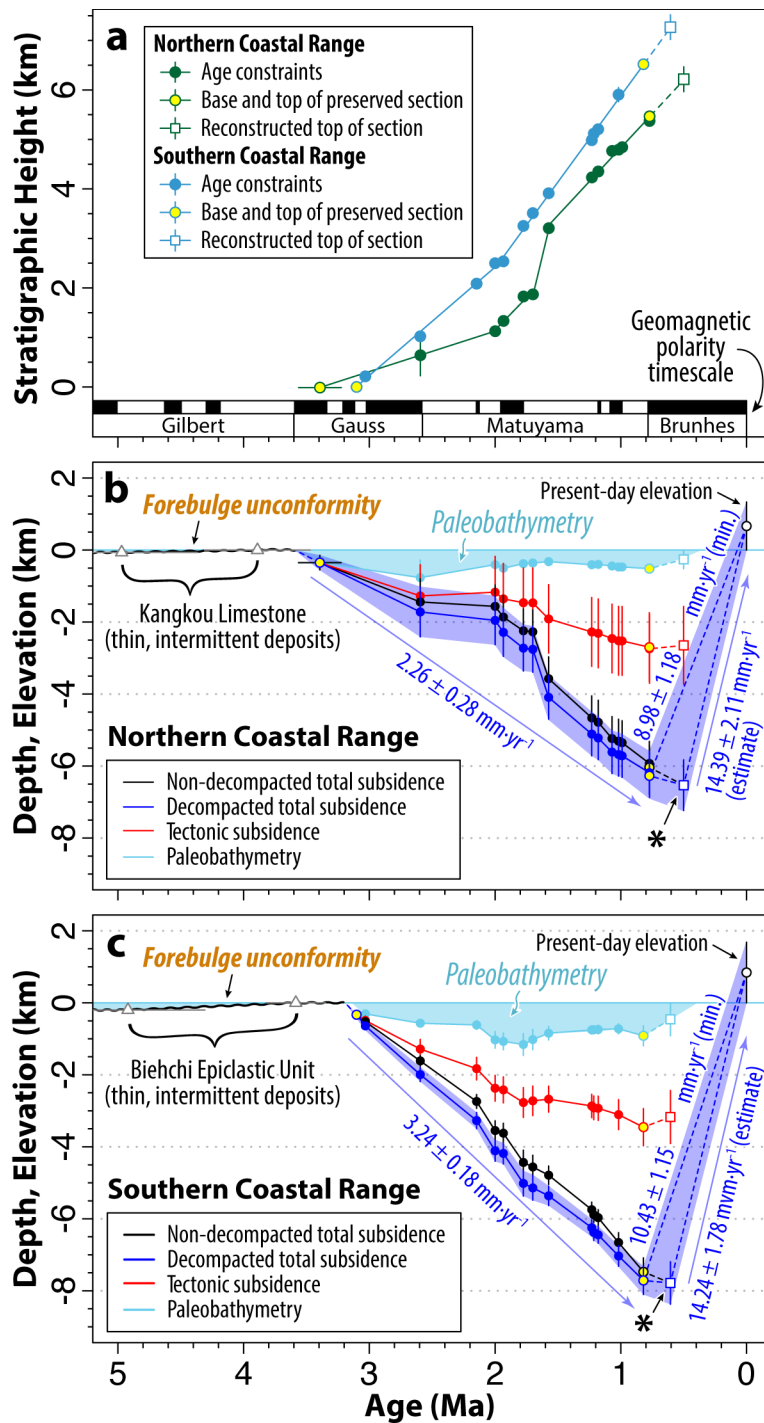 a
Northern Coastal Range
Age constraints
Base and top of preserved section
Reconstructed top of section
Southern Coastal Range
Age constraints
Base and top of preserved section
Reconstructed top of section
Stratigraphic Height (km)
6
4
2
0
Geomagnetic
polarity
timescale
Gilbert
Gauss
Matuyama
Brunhes
b
Forebulge unconformity
Paleobathymetry
Present-day elevation
Kangkou Limestone
(thin, intermittent deposits)
2.26 ± 0.28 mm·yr⁻¹
8.98 ± 1.18 mm·yr⁻¹ (min.)
14.39 ± 2.11 mm·yr⁻¹
(estimate)
*
Northern Coastal Range
Non-decompacted total subsidence
Decompacted total subsidence
Tectonic subsidence
Paleobathymetry
Depth, Elevation (km)
2
0
-2
-4
-6
-8
c
Forebulge unconformity
Paleobathymetry
Present-day elevation
Biehchi Epiclastic Unit
(thin, intermittent deposits)
3.24 ± 0.18 mm·yr⁻¹
10.43 ± 1.15 mm·yr⁻¹ (min.)
14.24 ± 1.78 mvm·yr⁻¹ (estimate)
*
Southern Coastal Range
Non-decompacted total subsidence
Decompacted total subsidence
Tectonic subsidence
Paleobathymetry
Depth, Elevation (km)
2
0
-2
-4
-6
-8
5 4 3 2 1 0
Age (Ma)